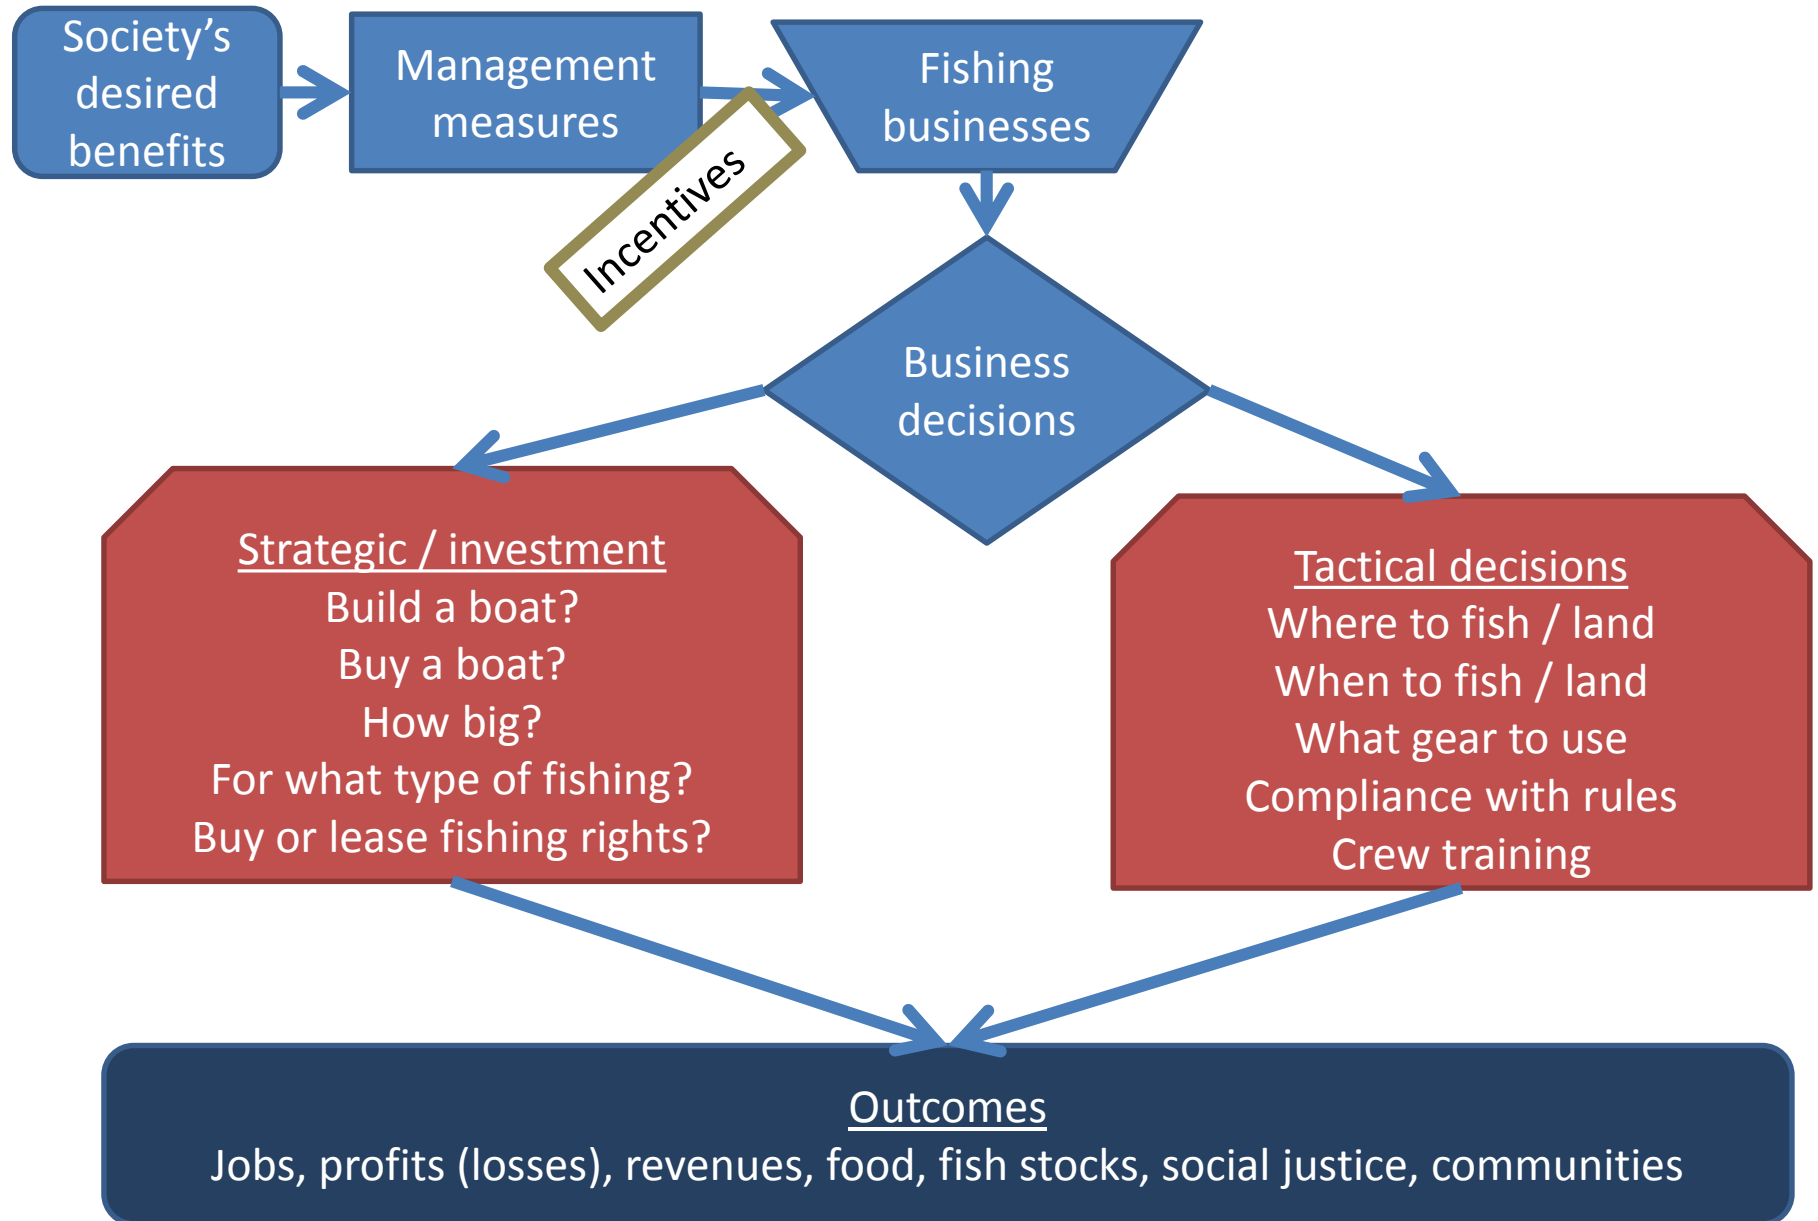 Society’s
desired
benefits
Management
measures
Fishing
businesses
Incentives
Business
decisions
Strategic / investment
Build a boat?
Buy a boat?
How big?
For what type of fishing?
Buy or lease fishing rights?
Tactical decisions
Where to fish / land
When to fish / land
What gear to use
Compliance with rules
Crew training
Outcomes
Jobs, profits (losses), revenues, food, fish stocks, social justice, communities